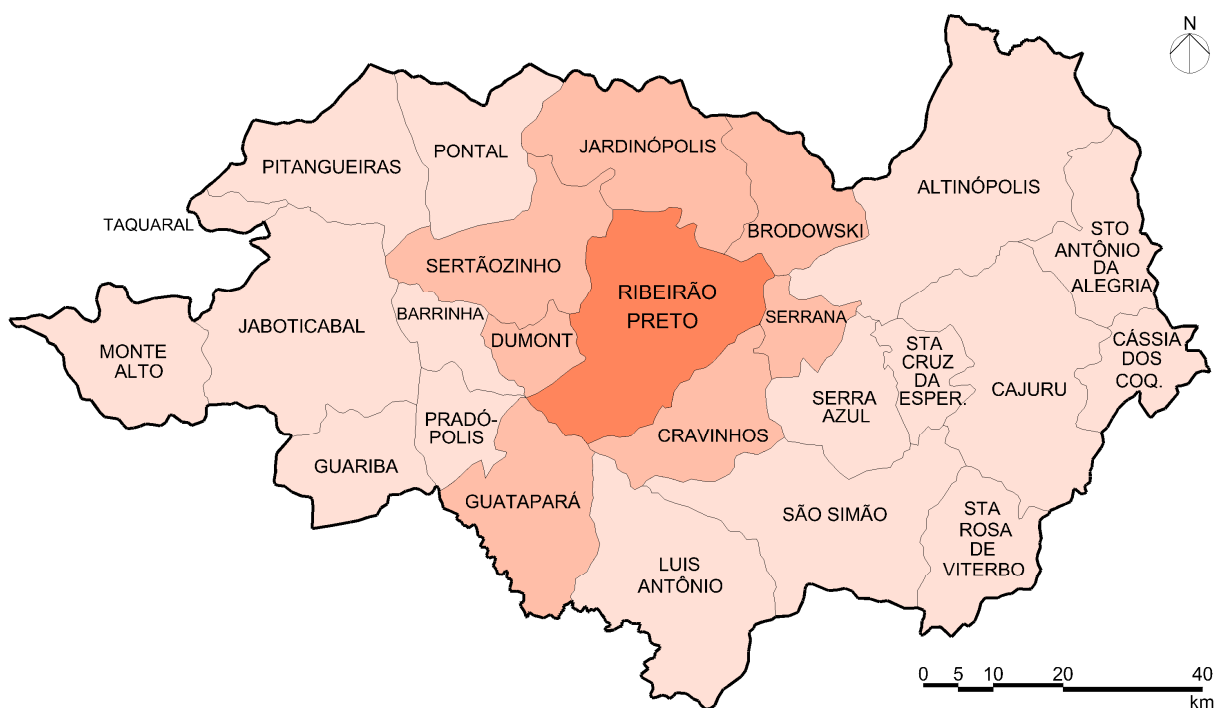 N
JARDINÓPOLIS
PONTAL
PITANGUEIRAS
ALTINÓPOLIS
TAQUARAL
BRODOWSKI
STO
ANTÔNIO
DA
ALEGRIA
SERTÃOZINHO
RIBEIRÃO
PRETO
BARRINHA
SERRANA
JABOTICABAL
DUMONT
MONTE
ALTO
STA
CRUZ
DA
ESPER.
CÁSSIA
DOS
COQ.
CAJURU
SERRA
AZUL
PRADÓ-
POLIS
CRAVINHOS
GUARIBA
GUATAPARÁ
SÃO SIMÃO
STA
ROSA
DE
VITERBO
LUIS
ANTÔNIO
0 5 10 20 40
km